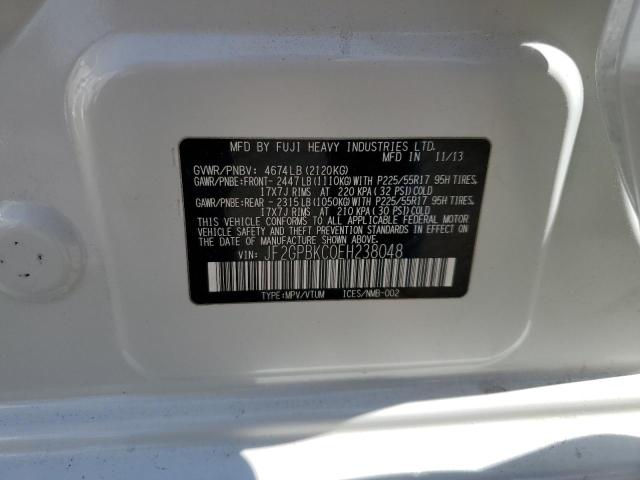 MFD BY FUJI HEAVY INDUSTRIES LTD.
MFD IN 11/13
GVWR/PNBV: 4674LB(2120KG)
GAWR/PNBE:FRONT- 2447LB(1110KG)WITH P225/55R17 95H TIRES,
17X7J RIMS AT 220 KPA(32 PSI)COLD
GAWR/PNBE:REAR - 2315LB(1050KG)WITH P225/55R17 95H TIRES,
17X7J RIMS AT 210 KPA(30 PSI)COLD
THIS VEHICLE CONFORMS TO ALL APPLICABLE FEDERAL MOTOR
VEHICLE SAFETY AND THEFT PREVENTION STANDARDS IN EFFECT
ON THE DATE OF MANUFACTURE SHOWN ABOVE.
VIN: JF2GPBKC0EH238048
TYPE:MPV/VTUM ICES/NMB-002